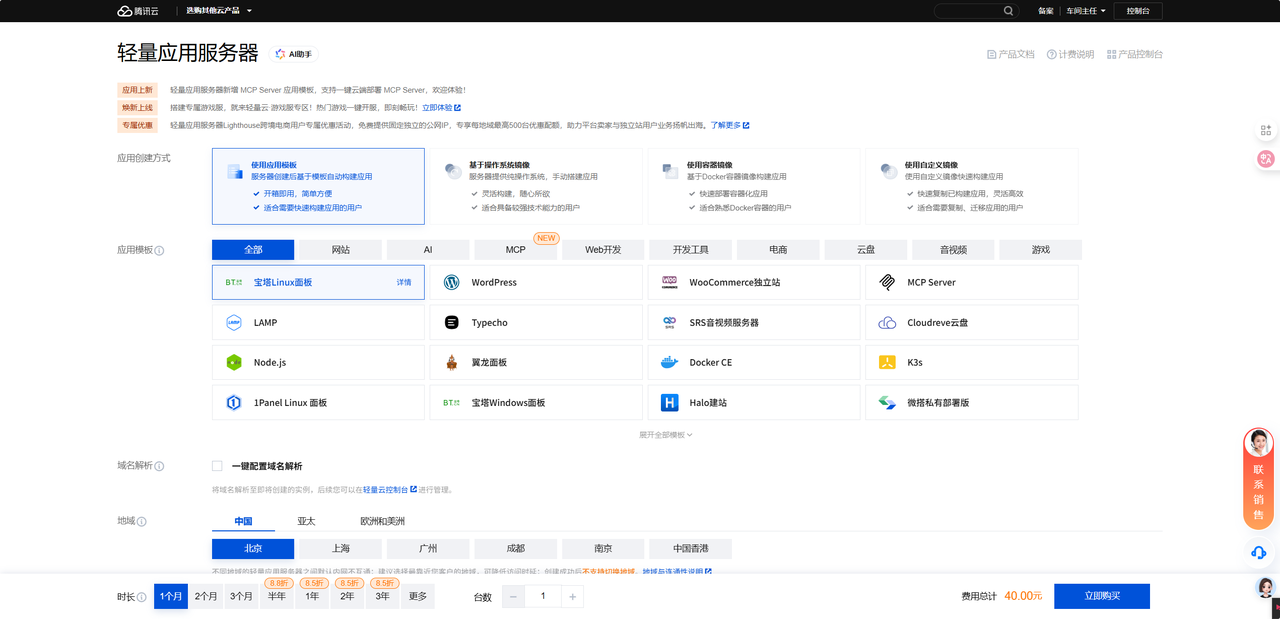 腾讯云 选购其他云产品 备案 车间主任 控制台
轻量应用服务器 AI助手 产品文档 计费说明 产品控制台
应用上新 轻量应用服务器新增 MCP Server 应用模板，支持一键云端部署 MCP Server，欢迎体验！
焕新上线 搭建专属游戏服，就来轻量云·游戏服专区！热门游戏一键开服，即刻畅玩！立即体验
专属优惠 轻量应用服务器Lighthouse跨境电商用户专属优惠活动，免费提供固定独立的公网IP，专享每地域最高500台优惠配额，助力平台卖家与独立站用户业务扬帆出海。了解更多
应用创建方式
使用应用模板 基于操作系统镜像 使用容器镜像 使用自定义镜像
服务器创建后基于模板自动构建应用 服务器提供纯操作系统，手动搭建应用 基于Docker容器镜像构建应用 使用自定义镜像快速构建应用
开箱即用，简单方便 灵活构建，随心所欲 快速部署容器化应用 快速复制已构建应用，灵活高效
适合需要快速构建应用的用户 适合具备较强技术能力的用户 适合熟悉Docker容器的用户 适合需要复制、迁移应用的用户
NEW
应用模板 全部 网站 AI MCP Web开发 开发工具 电商 云盘 音视频 游戏
宝塔Linux面板 详情 WordPress WooCommerce独立站 MCP Server
LAMP Typecho SRS音视频服务器 Cloudreve云盘
Node.js 翼龙面板 Docker CE K3s
1Panel Linux 面板 宝塔Windows面板 Halo建站 微搭私有部署版
展开全部模板
域名解析 一键配置域名解析
将域名解析至即将创建的实例，后续您可以在轻量云控制台进行管理。
地域 中国 亚太 欧洲和美洲
北京 上海 广州 成都 南京 中国香港
不同地域的轻量应用服务器之间默认内网不互通；建议选择最靠近您客户的地域，可降低访问时延；创建成功后不支持切换地域。地域与连通性说明
8.8折 8.5折 8.5折 8.5折
时长 1个月 2个月 3个月 半年 1年 2年 3年 更多 台数 1 费用总计 40.00元 立即购买
联系销售